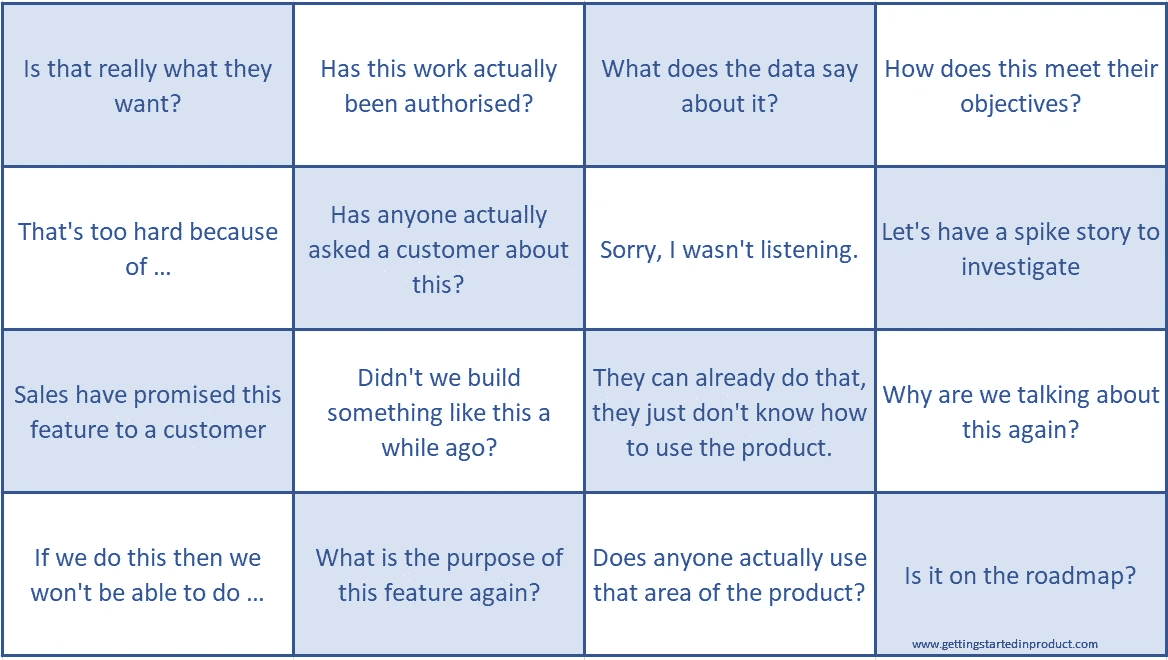 Is that really what they
want?
Has this work actually
been authorised?
What does the data say
about it?
How does this meet their
objectives?
That's too hard because
of ...
Has anyone actually
asked a customer about
this?
Sorry, I wasn't listening.
Let's have a spike story to
investigate
Sales have promised this
feature to a customer
Didn't we build
something like this a
while ago?
They can already do that,
they just don't know how
to use the product.
Why are we talking about
this again?
If we do this then we
won't be able to do ...
What is the purpose of
this feature again?
Does anyone actually use
that area of the product?
Is it on the roadmap?
www.gettingstartedinproduct.com